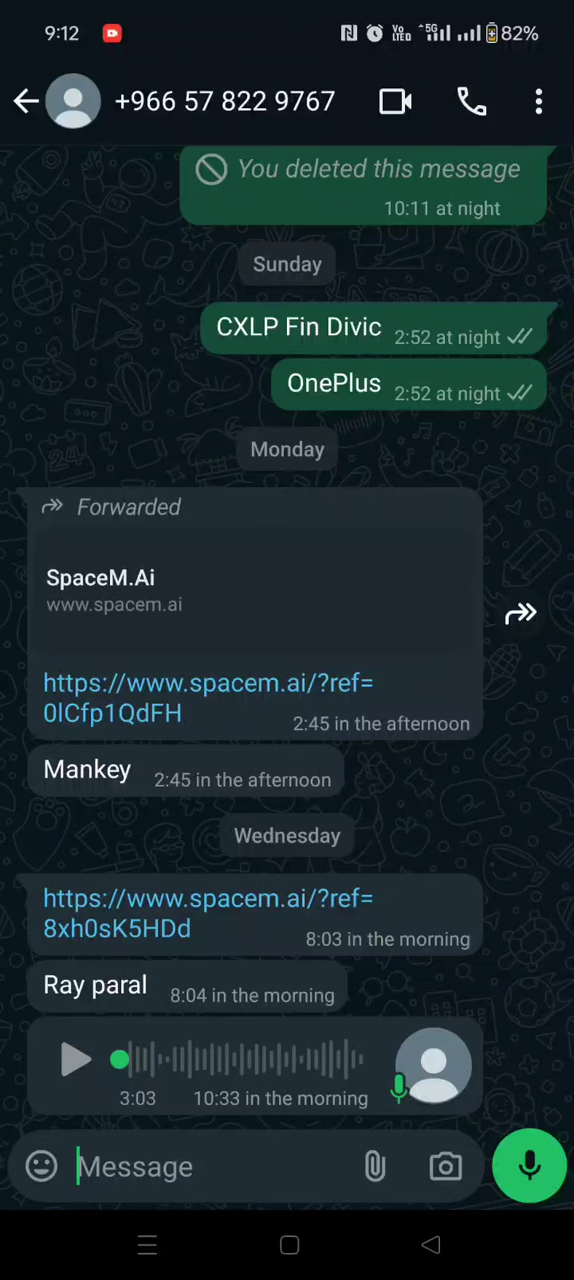 9:12
Vo LTED 5G 82%
+966 57 822 9767
You deleted this message
10:11 at night
Sunday
CXLP Fin Divic 2:52 at night
OnePlus 2:52 at night
Monday
Forwarded
SpaceM.Ai
www.spacem.ai
https://www.spacem.ai/?ref=
0lCfp1QdFH 2:45 in the afternoon
Mankey 2:45 in the afternoon
Wednesday
https://www.spacem.ai/?ref=
8xh0sK5HDd 8:03 in the morning
Ray paral 8:04 in the morning
3:03 10:33 in the morning
Message